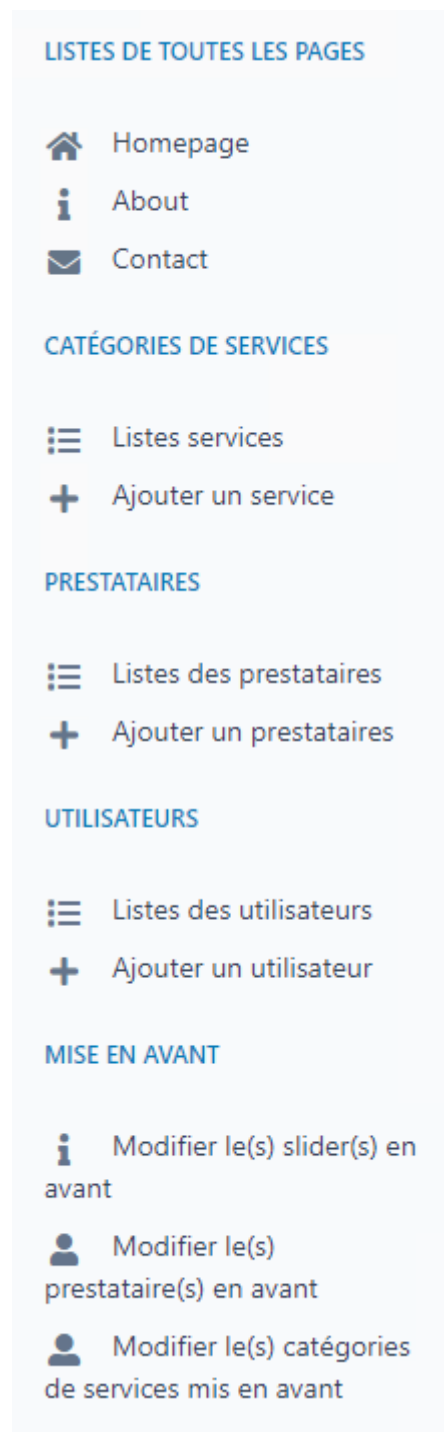 LISTES DE TOUTES LES PAGES
Homepage
About
Contact
CATÉGORIES DE SERVICES
Listes services
Ajouter un service
PRESTATAIRES
Listes des prestataires
Ajouter un prestataires
UTILISATEURS
Listes des utilisateurs
Ajouter un utilisateur
MISE EN AVANT
Modifier le(s) slider(s) en
avant
Modifier le(s)
prestataire(s) en avant
Modifier le(s) catégories
de services mis en avant